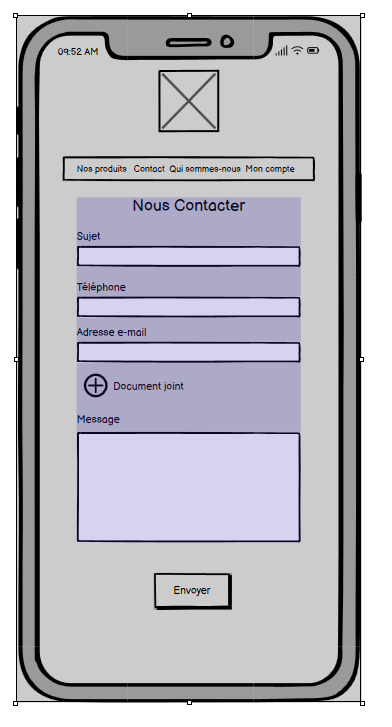 09:52 AM
Nos produits Contact Qui sommes-nous Mon compte
Nous Contacter
Sujet
Téléphone
Adresse e-mail
Document joint
Message
Envoyer